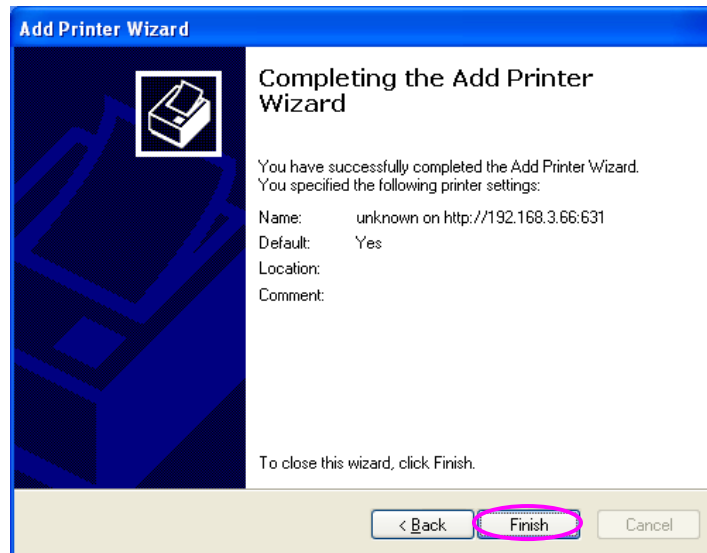 Add Printer Wizard
Completing the Add Printer
Wizard
You have successfully completed the Add Printer Wizard.
You specified the following printer settings:
Name: unknown on http://192.168.3.66:631
Default: Yes
Location:
Comment:
To close this wizard, click Finish.
< Back Finish Cancel